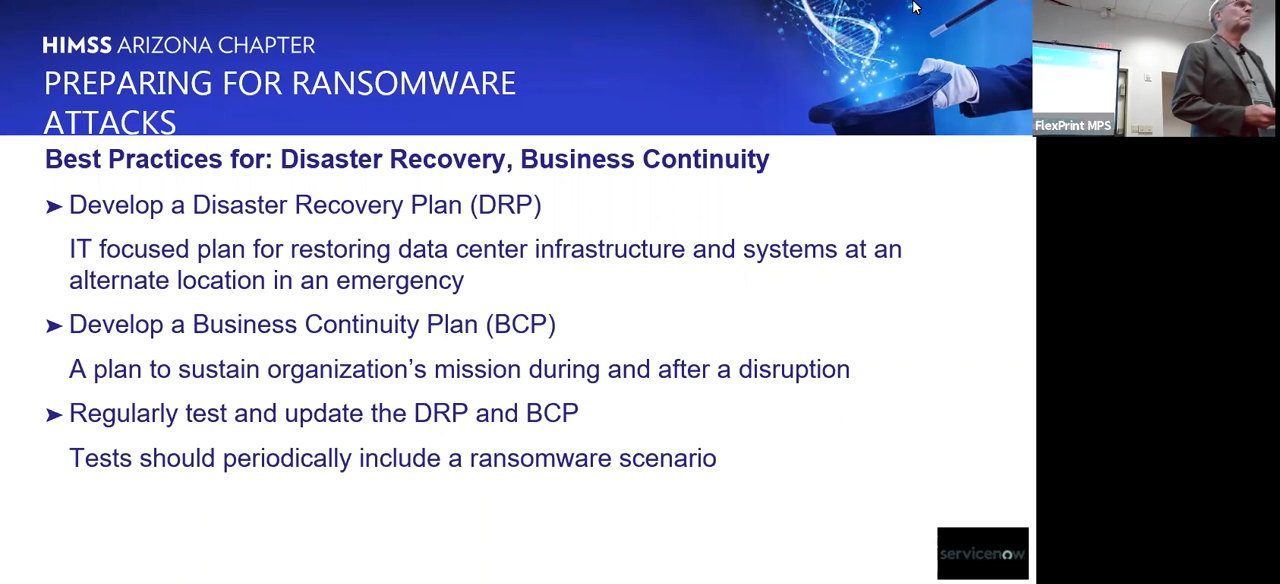 HIMSS ARIZONA CHAPTER
PREPARING FOR RANSOMWARE
ATTACKS
FlexPrint MPS
Best Practices for: Disaster Recovery, Business Continuity
➤ Develop a Disaster Recovery Plan (DRP)
IT focused plan for restoring data center infrastructure and systems at an
alternate location in an emergency
➤ Develop a Business Continuity Plan (BCP)
A plan to sustain organization’s mission during and after a disruption
➤ Regularly test and update the DRP and BCP
Tests should periodically include a ransomware scenario
servicenow